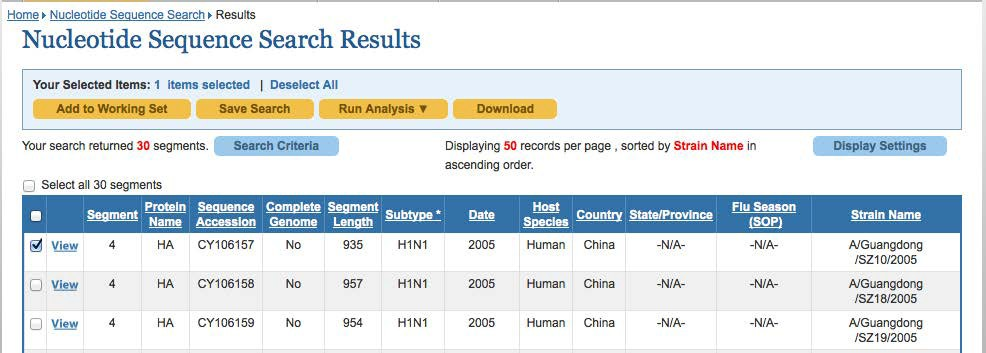 Home ▸ Nucleotide Sequence Search ▸ Results
Nucleotide Sequence Search Results
Your Selected Items: 1 items selected | Deselect All
Add to Working Set Save Search Run Analysis ▼ Download
Your search returned 30 segments. Search Criteria Displaying 50 records per page , sorted by Strain Name in Display Settings
ascending order.
Select all 30 segments
Segment Protein Name Sequence Accession Complete Genome Segment Length Subtype * Date Host Species Country State/Province Flu Season (SOP) Strain Name
View 4 HA CY106157 No 935 H1N1 2005 Human China -N/A- -N/A- A/Guangdong
/SZ10/2005
View 4 HA CY106158 No 957 H1N1 2005 Human China -N/A- -N/A- A/Guangdong
/SZ18/2005
View 4 HA CY106159 No 954 H1N1 2005 Human China -N/A- -N/A- A/Guangdong
/SZ19/2005